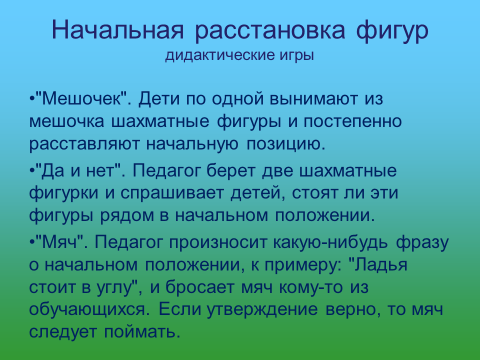 Начальная расстановка фигур
дидактические игры
•"Мешочек". Дети по одной вынимают из
мешочка шахматные фигуры и постепенно
расставляют начальную позицию.
•"Да и нет". Педагог берет две шахматные
фигурки и спрашивает детей, стоят ли эти
фигуры рядом в начальном положении.
•"Мяч". Педагог произносит какую-нибудь фразу
о начальном положении, к примеру: "Ладья
стоит в углу", и бросает мяч кому-то из
обучающихся. Если утверждение верно, то мяч
следует поймать.